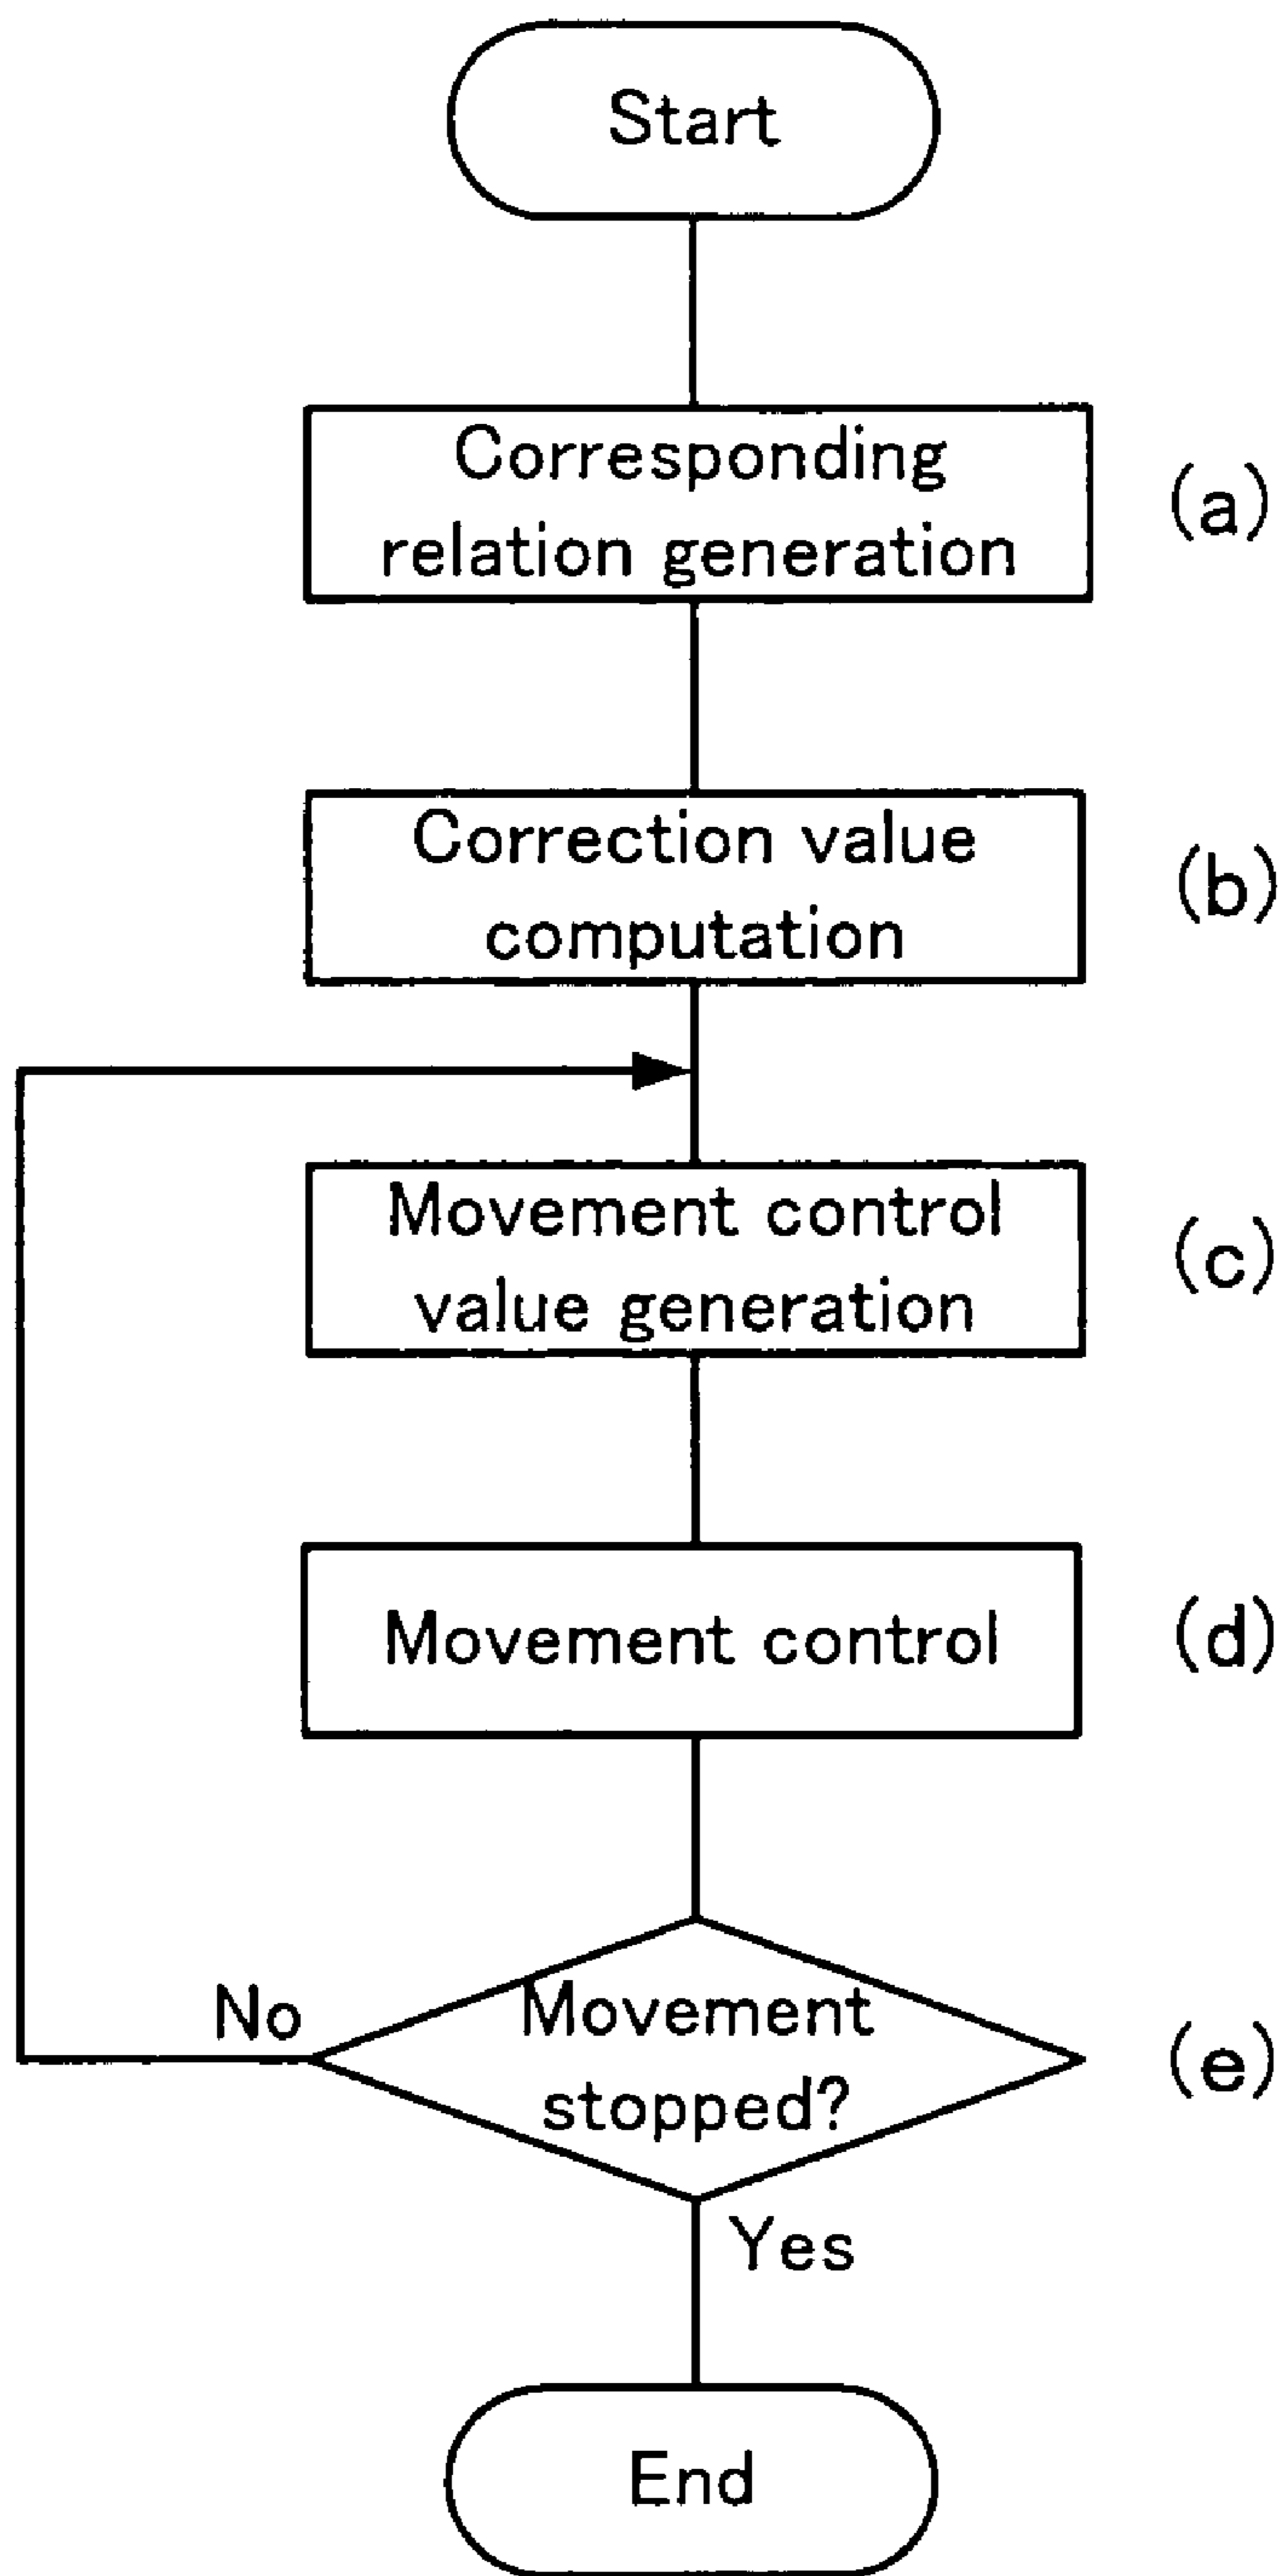 Start
Corresponding
relation generation
(a)
Correction value
computation
(b)
Movement control
value generation
(c)
Movement control
(d)
No
Movement
stopped?
(e)
Yes
End